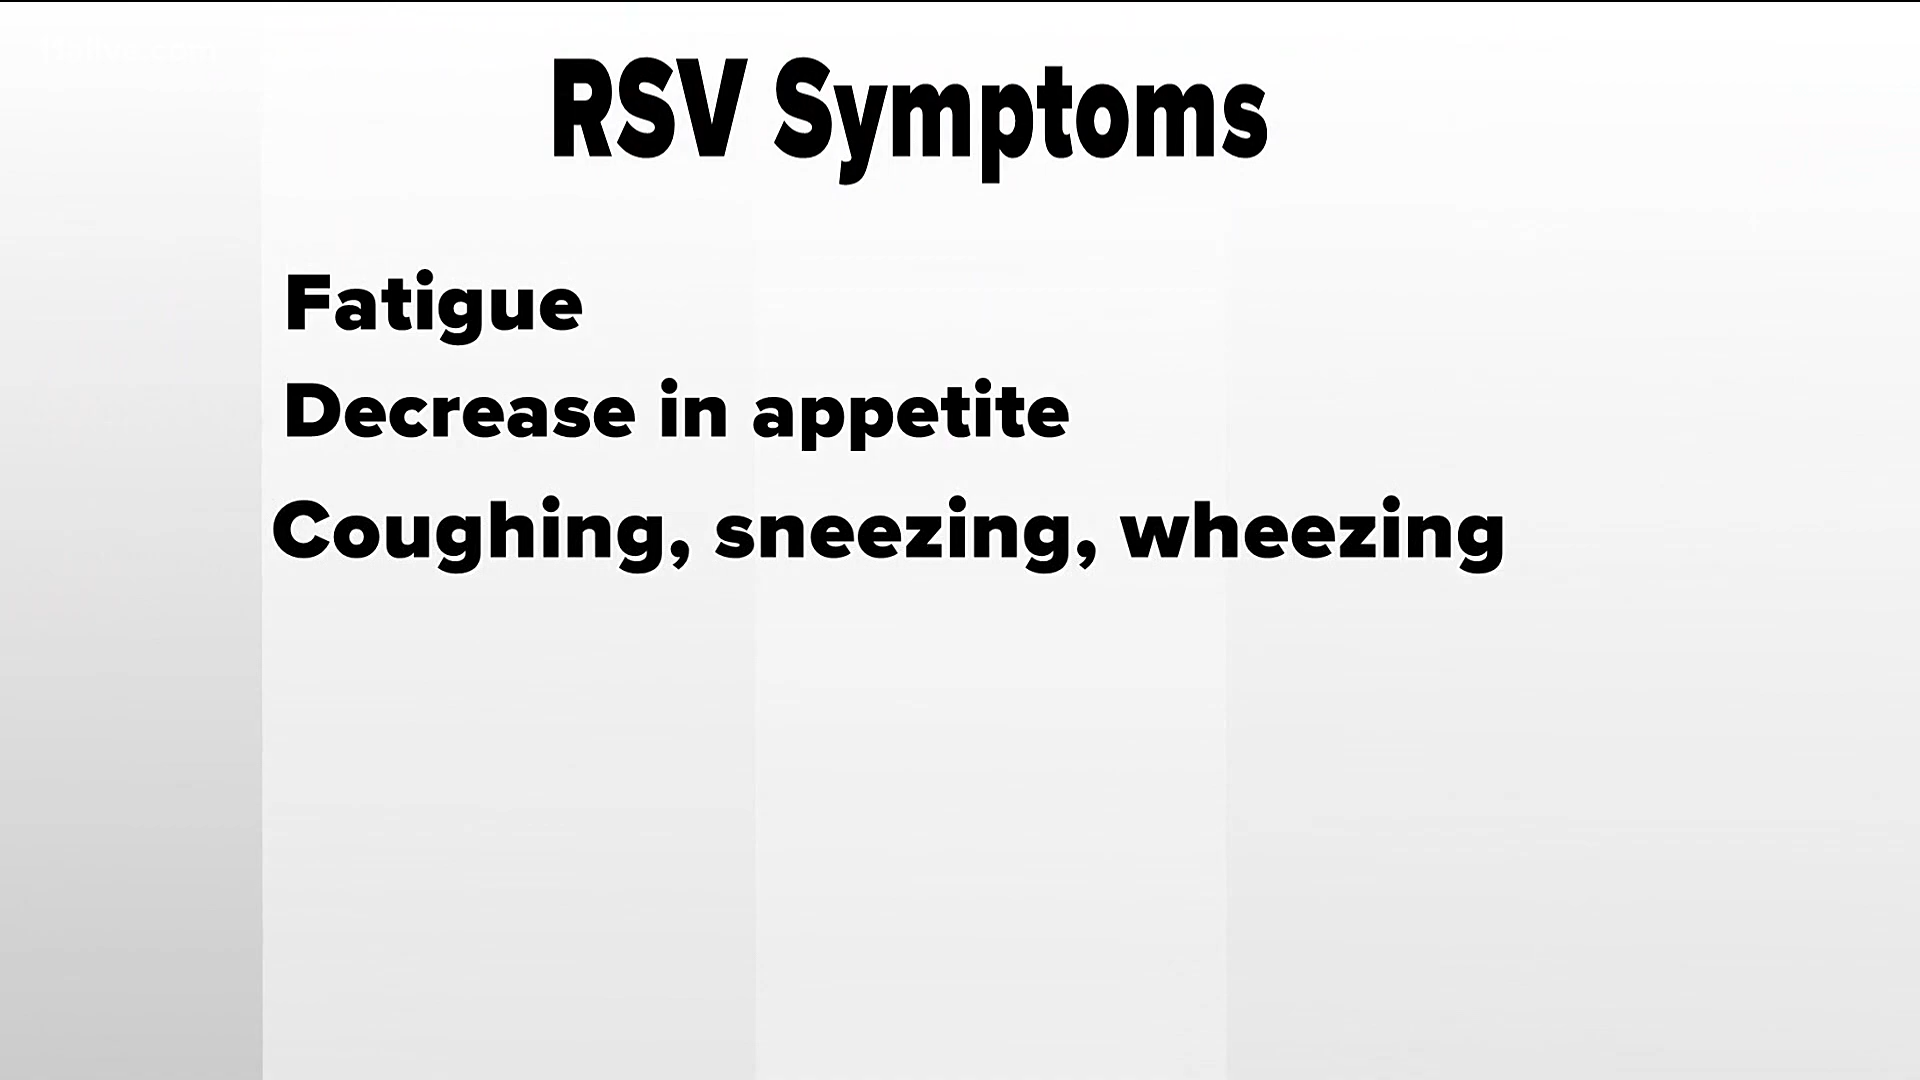 RSV Symptoms
Fatigue
Decrease in appetite
Coughing, sneezing, wheezing